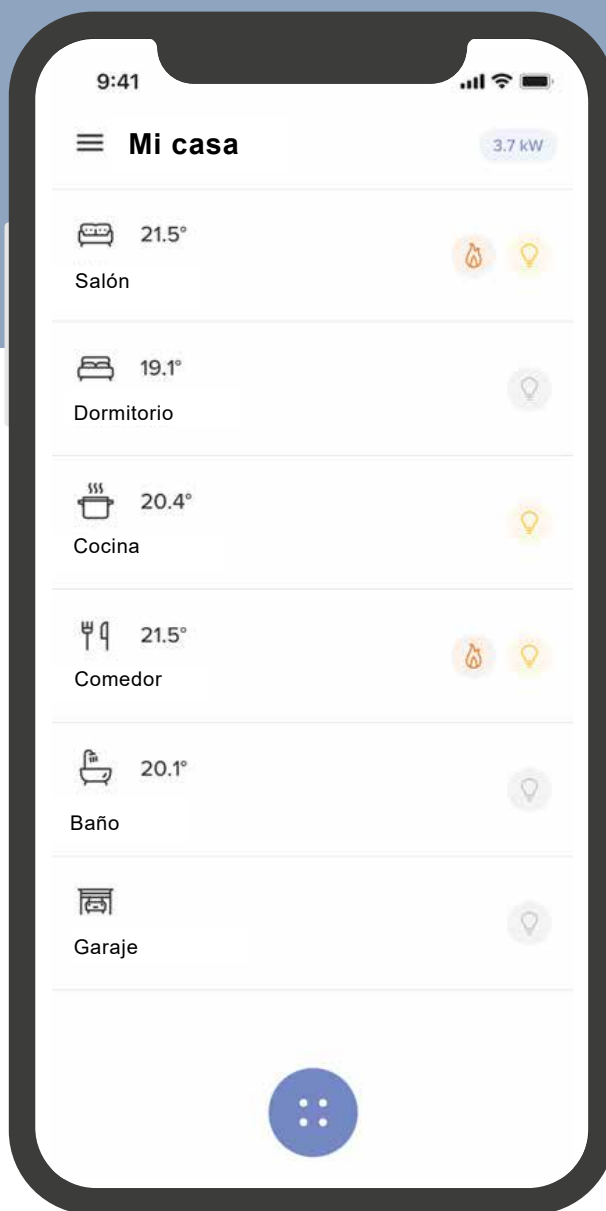 9:41
Mi casa
3.7 kW
21.5°
Salón
19.1°
Dormitorio
20.4°
Cocina
21.5°
Comedor
20.1°
Baño
Garaje